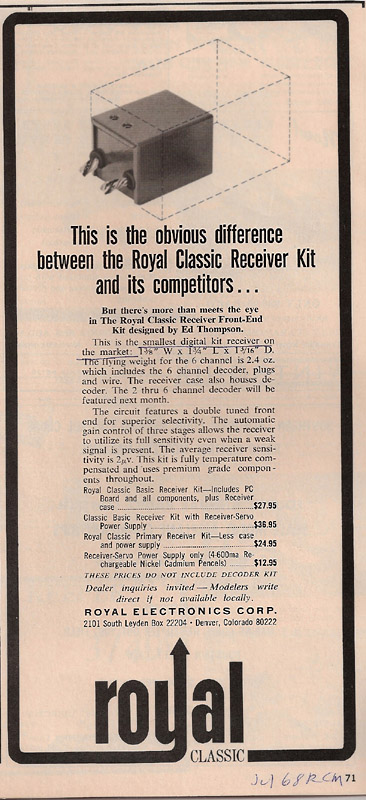 This is the obvious difference
between the Royal Classic Receiver Kit
and its competitors...
But there's more than meets the eye
in The Royal Classic Receiver Front-End
Kit designed by Ed Thompson.
This is the smallest digital kit receiver on
the market: 1⅜" W x 1¾" L x 1-3/16" D.
The flying weight for the 6 channel is 2.4 oz.
which includes the 6 channel decoder, plugs
and wire. The receiver case also houses de-
coder. The 2 thru 6 channel decoder will be
featured next month.
The circuit features a double tuned front
end for superior selectivity. The automatic
gain control of three stages allows the receiver
to utilize its full sensitivity even when a weak
signal is present. The average receiver sensi-
tivity is 2μv. This kit is fully temperature com-
pensated and uses premium grade compon-
ents throughout.
Royal Classic Basic Receiver Kit—Includes PC
Board and all components, plus Receiver
case $27.95
Classic Basic Receiver Kit with Receiver-Servo
Power Supply $36.95
Royal Classic Primary Receiver Kit—Less case
and power supply $24.95
Receiver-Servo Power Supply only (4-600ma Re-
chargeable Nickel Cadmium Pencels) $12.95
THESE PRICES DO NOT INCLUDE DECODER KIT
Dealer inquiries invited — Modelers write
direct if not available locally.
ROYAL ELECTRONICS CORP.
2101 South Leyden Box 22204 • Denver, Colorado 80222
royal
CLASSIC
Jul 68 RCM 71